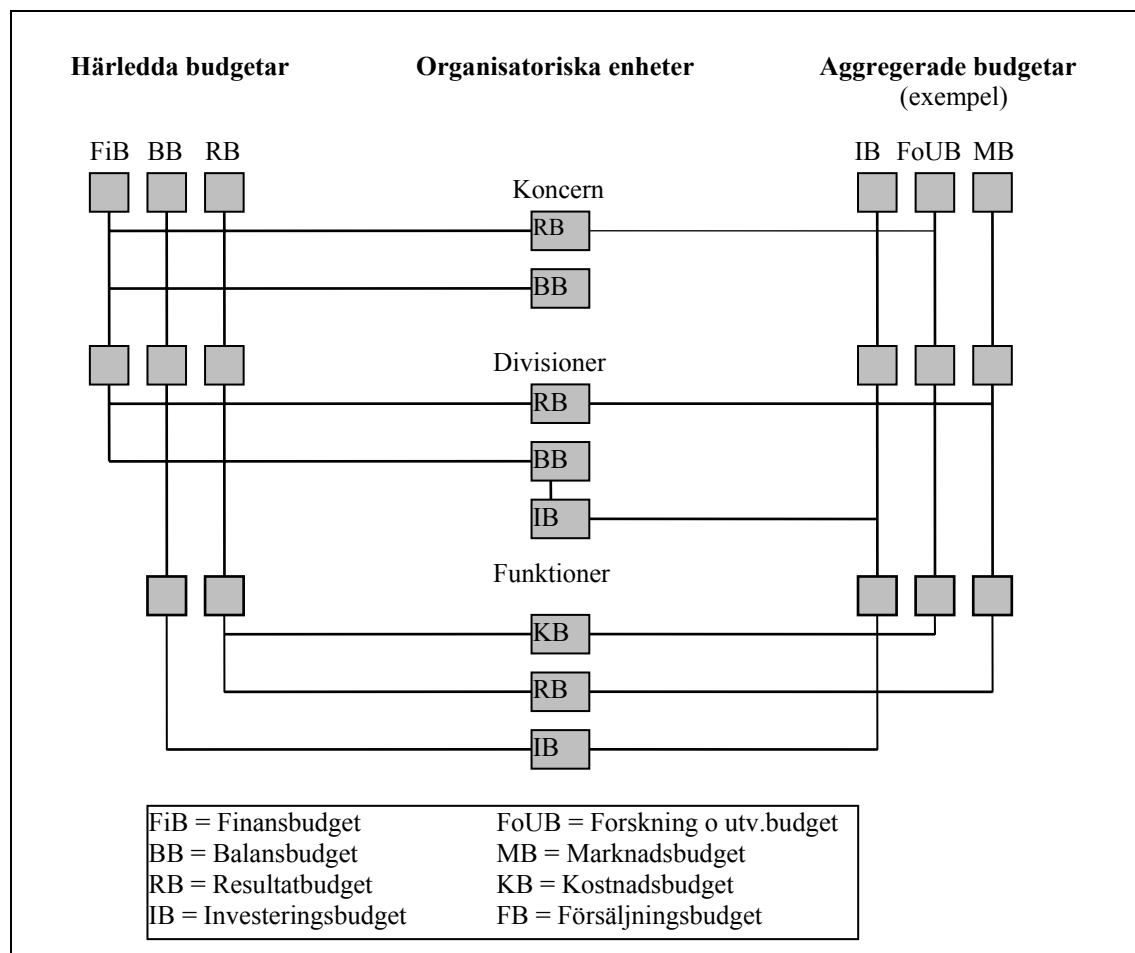 Härledda budgetar Organisatoriska enheter Aggregerade budgetar
(exempel)
FiB BB RB IB FoUB MB
Koncern
RB
BB
Divisioner
RB
BB
IB
Funktioner
KB
RB
IB
FiB = Finansbudget FoUB = Forskning o utv.budget
BB = Balansbudget MB = Marknadsbudget
RB = Resultatbudget KB = Kostnadsbudget
IB = Investeringsbudget FB = Försäljningsbudget